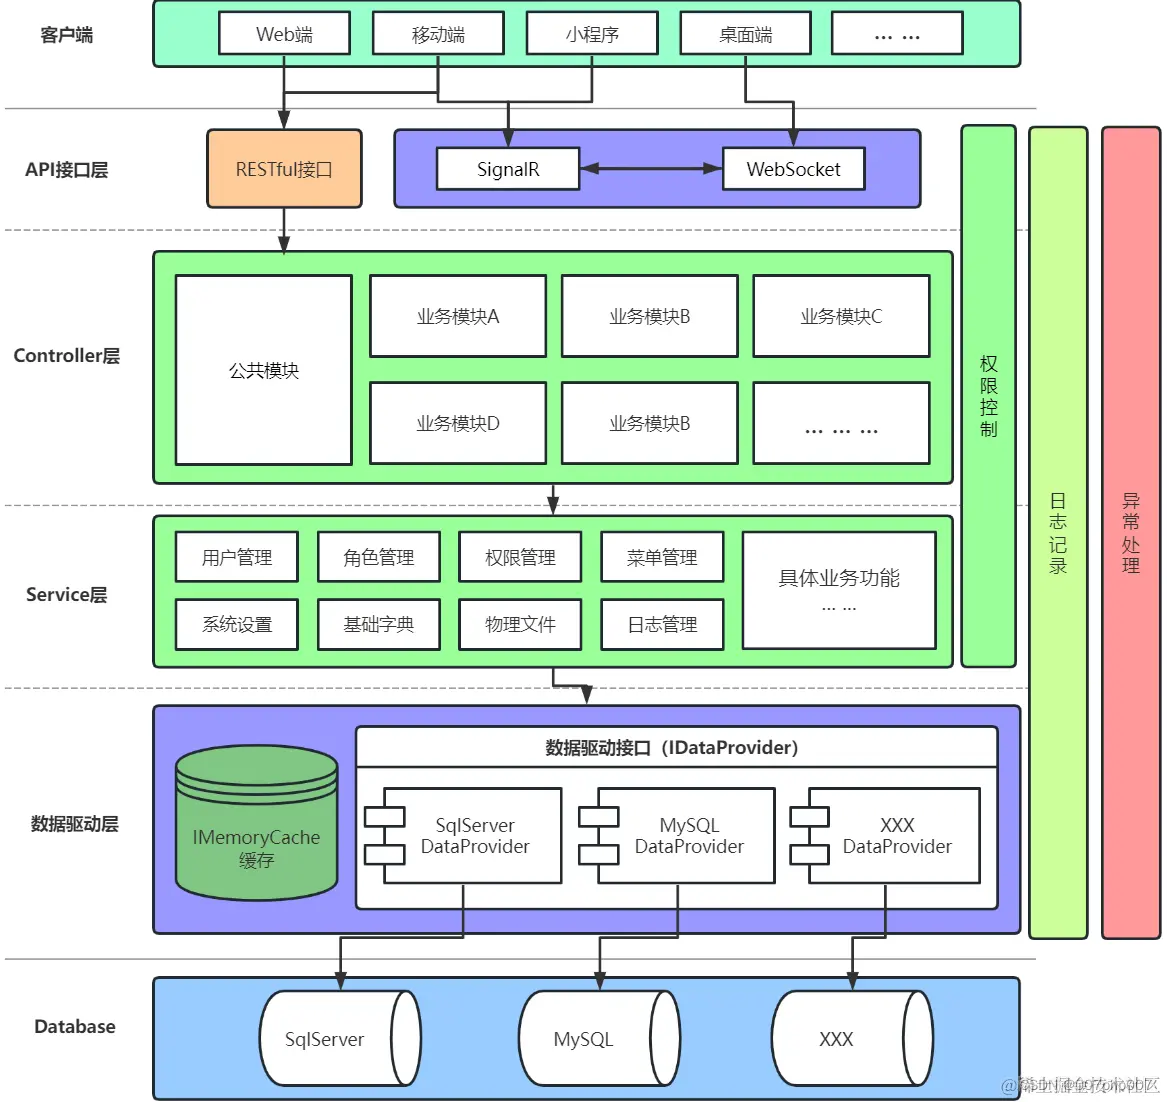 客户端
Web端
移动端
小程序
桌面端
... ...
API接口层
RESTful接口
SignalR
WebSocket
Controller层
公共模块
业务模块A
业务模块B
业务模块C
业务模块D
业务模块B
... ... ...
权限控制
日志记录
异常处理
Service层
用户管理
角色管理
权限管理
菜单管理
具体业务功能
... ...
系统设置
基础字典
物理文件
日志管理
数据驱动层
IMemoryCache
缓存
数据驱动接口（IDataProvider）
SqlServer
DataProvider
MySQL
DataProvider
XXX
DataProvider
Database
SqlServer
MySQL
XXX
@稀土掘金技术社区